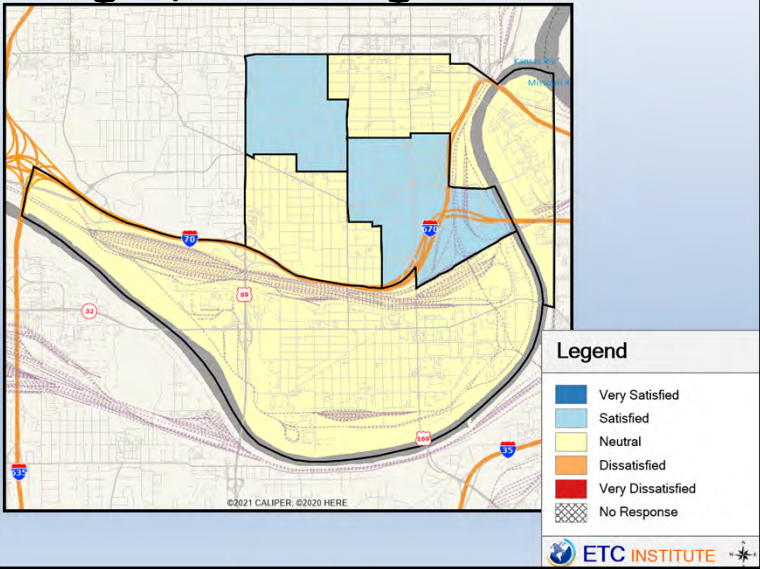 Kansas Riv
Missouri R
670
70
69
32
169
635
35
©2021 CALIPER; ©2020 HERE
Legend
Very Satisfied
Satisfied
Neutral
Dissatisfied
Very Dissatisfied
No Response
ETC INSTITUTE